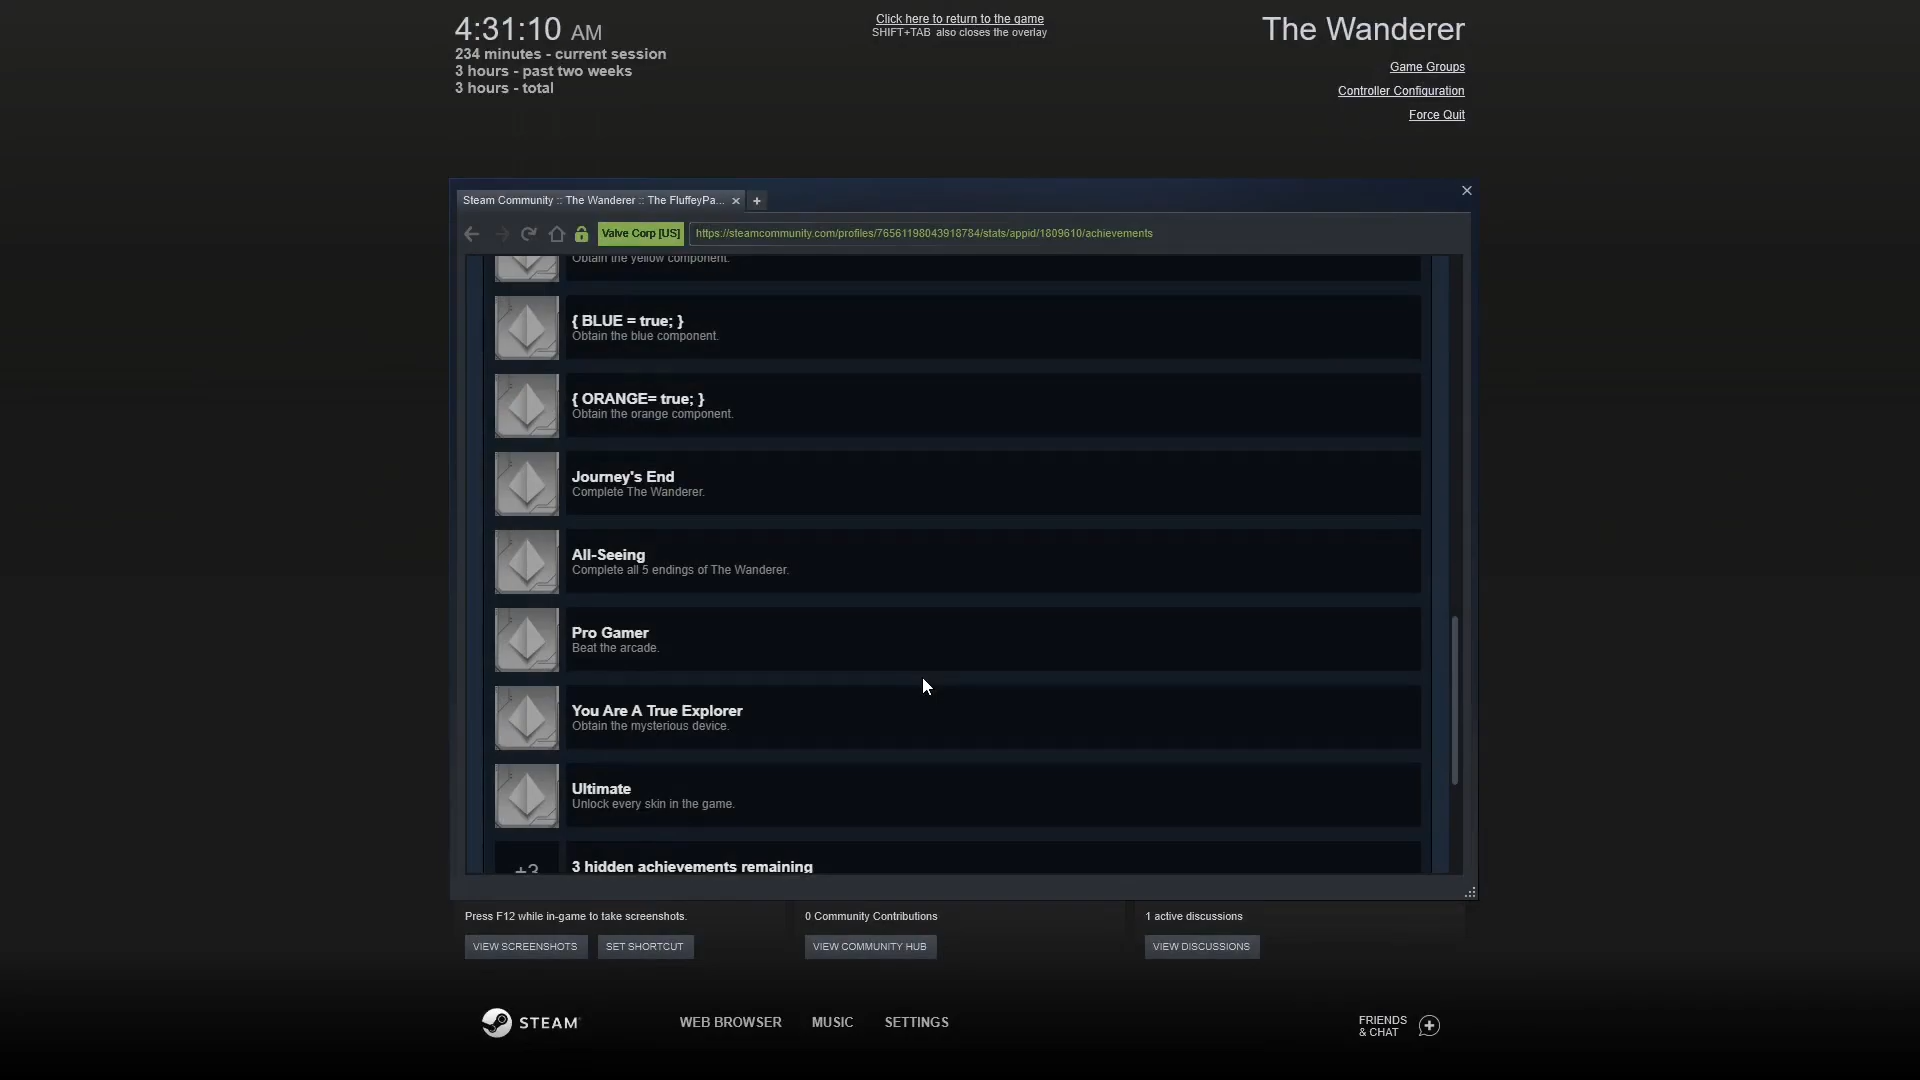 4:31:10 AM
234 minutes - current session
3 hours - past two weeks
3 hours - total
Click here to return to the game
SHIFT+TAB also closes the overlay
The Wanderer
Game Groups
Controller Configuration
Force Quit
Steam Community :: The Wanderer :: The FluffeyPa...
Valve Corp [US]
https://steamcommunity.com/profiles/76561198043918784/stats/appid/1809610/achievements
Obtain the yellow component.
{ BLUE = true; }
Obtain the blue component.
{ ORANGE= true; }
Obtain the orange component.
Journey's End
Complete The Wanderer.
All-Seeing
Complete all 5 endings of The Wanderer.
Pro Gamer
Beat the arcade.
You Are A True Explorer
Obtain the mysterious device.
Ultimate
Unlock every skin in the game.
+3
3 hidden achievements remaining
Press F12 while in-game to take screenshots.
VIEW SCREENSHOTS
SET SHORTCUT
0 Community Contributions
VIEW COMMUNITY HUB
1 active discussions
VIEW DISCUSSIONS
STEAM
WEB BROWSER
MUSIC
SETTINGS
FRIENDS
& CHAT